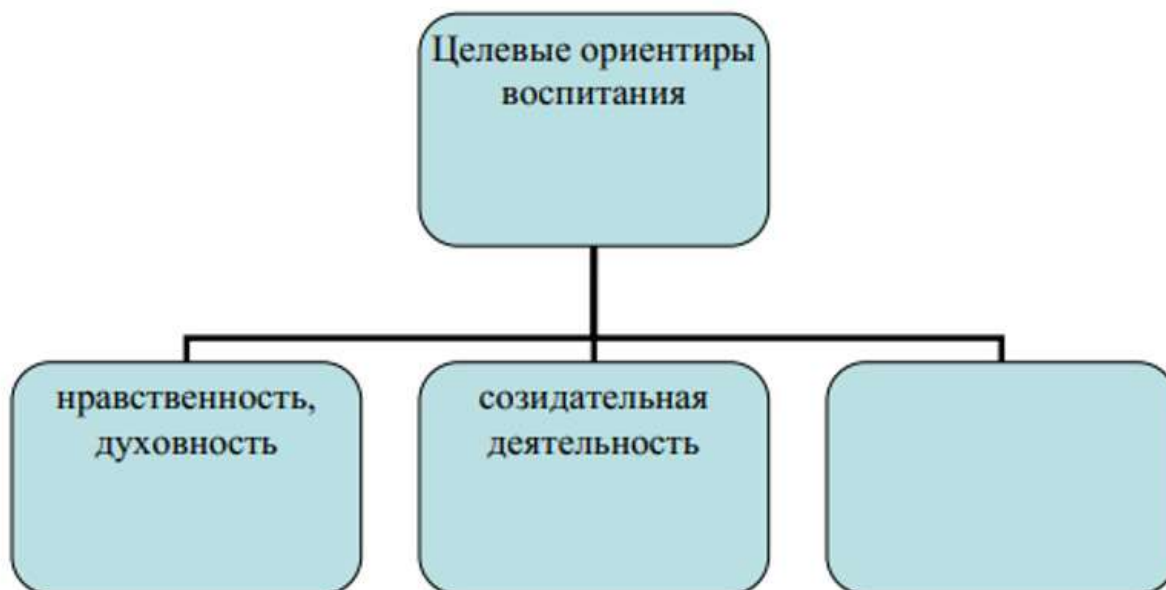 Целевые ориентиры
воспитания
нравственность,
духовность
созидательная
деятельность